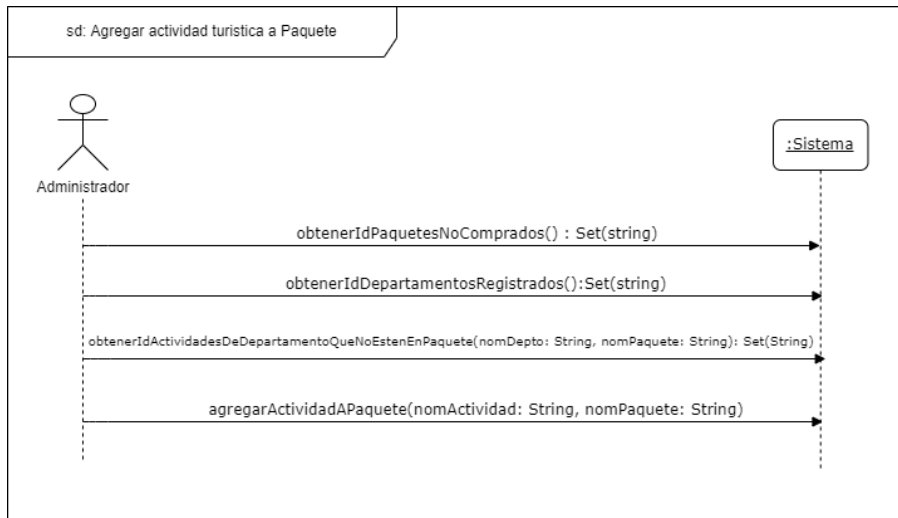 sd: Agregar actividad turistica a Paquete
:Sistema
Administrador
obtenerIdPaquetesNoComprados() : Set(string)
obtenerIdDepartamentosRegistrados():Set(string)
obtenerIdActividadesDeDepartamentoQueNoEstenEnPaquete(nomDepto: String, nomPaquete: String): Set(String)
agregarActividadAPaquete(nomActividad: String, nomPaquete: String)